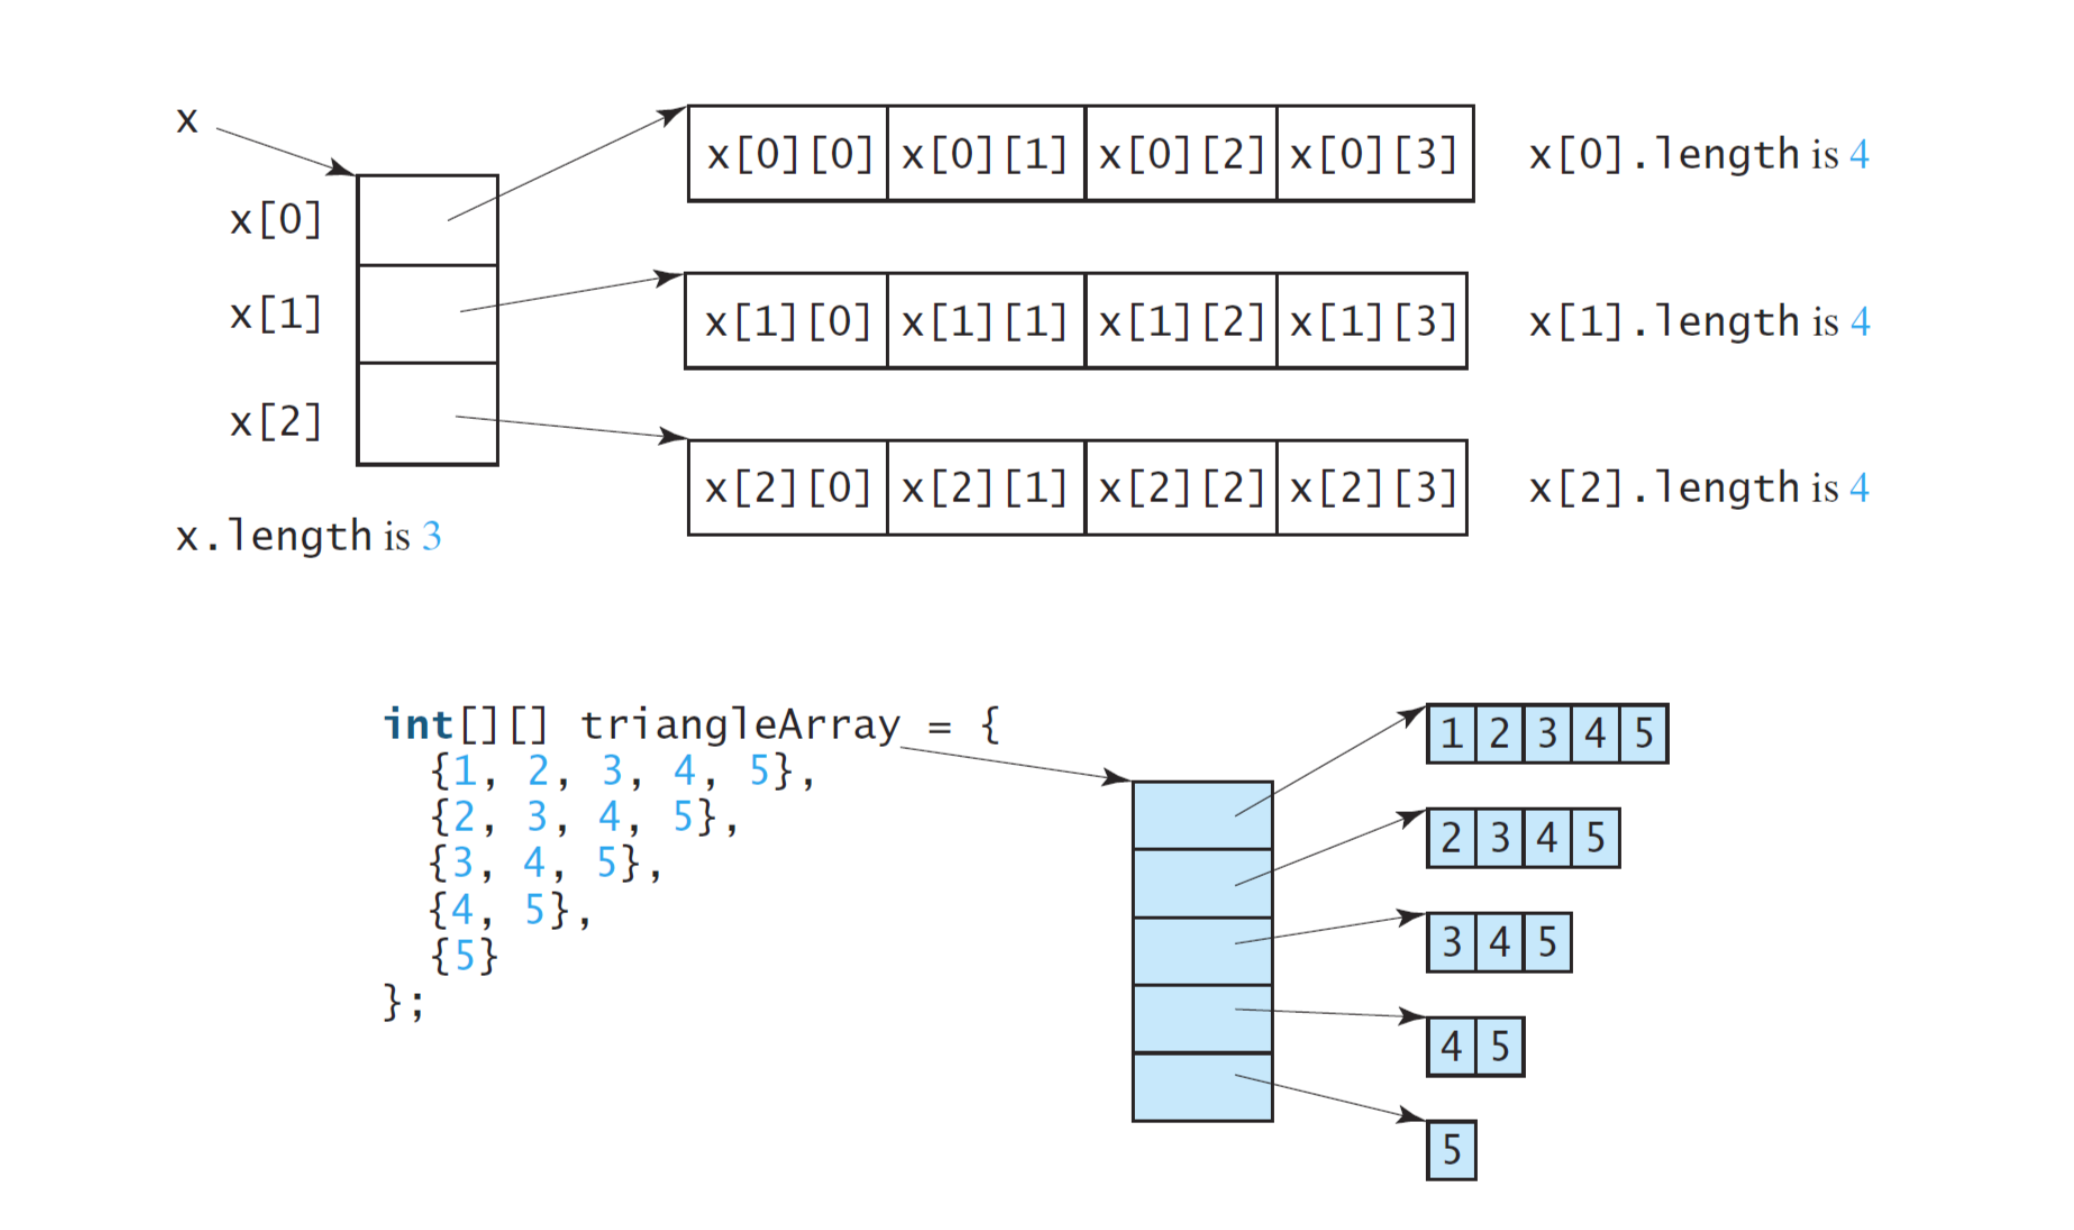 x
x[0]
x[1]
x[2]
x.length is 3
x[0][0] x[0][1] x[0][2] x[0][3] x[0].length is 4
x[1][0] x[1][1] x[1][2] x[1][3] x[1].length is 4
x[2][0] x[2][1] x[2][2] x[2][3] x[2].length is 4
int[][] triangleArray = {
{1, 2, 3, 4, 5},
{2, 3, 4, 5},
{3, 4, 5},
{4, 5},
{5}
};
1 2 3 4 5
2 3 4 5
3 4 5
4 5
5